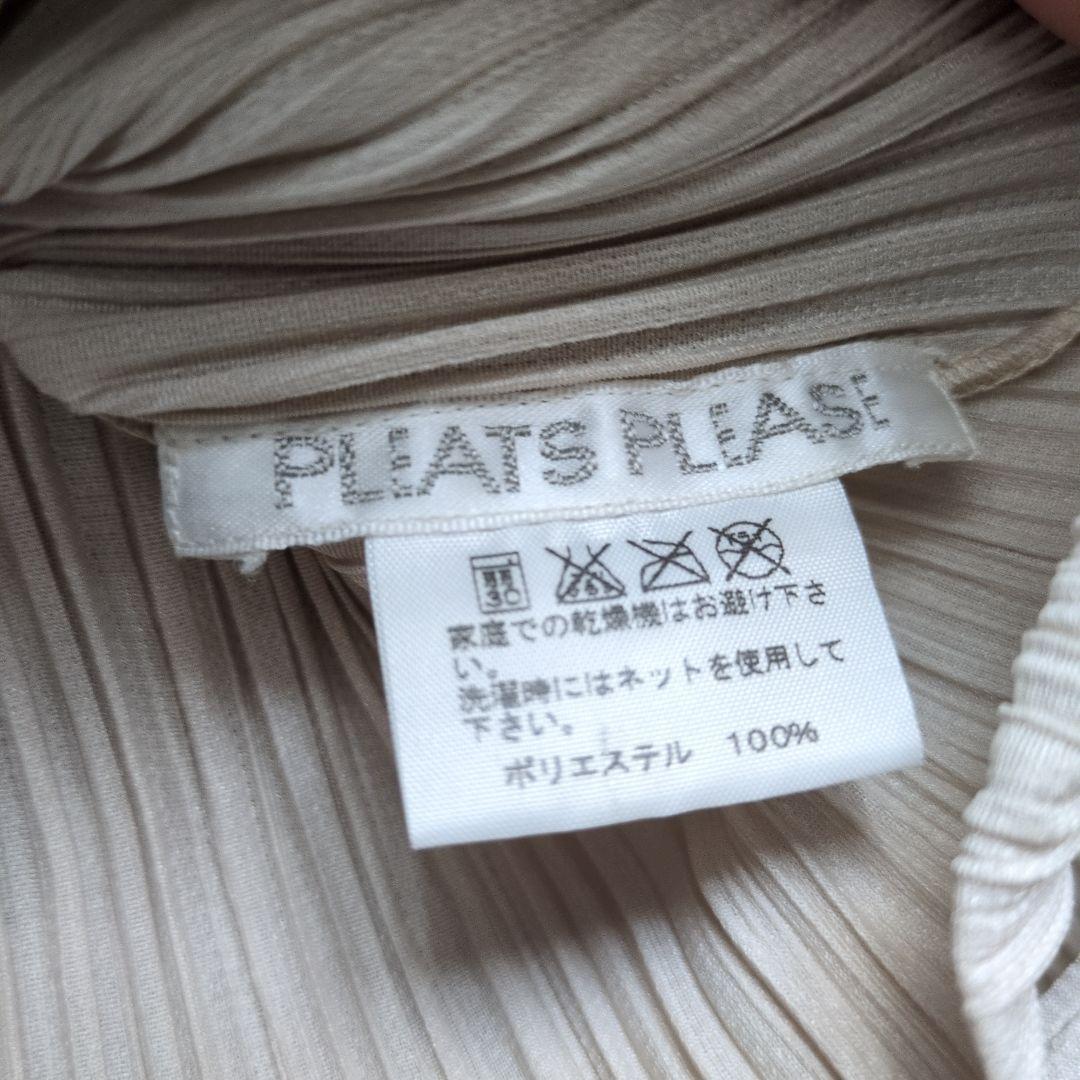 PLEATS PLEASE
弱
30
家庭での乾燥機はお避け下さ
い。
洗濯時にはネットを使用して
下さい。
ポリエステル 100%